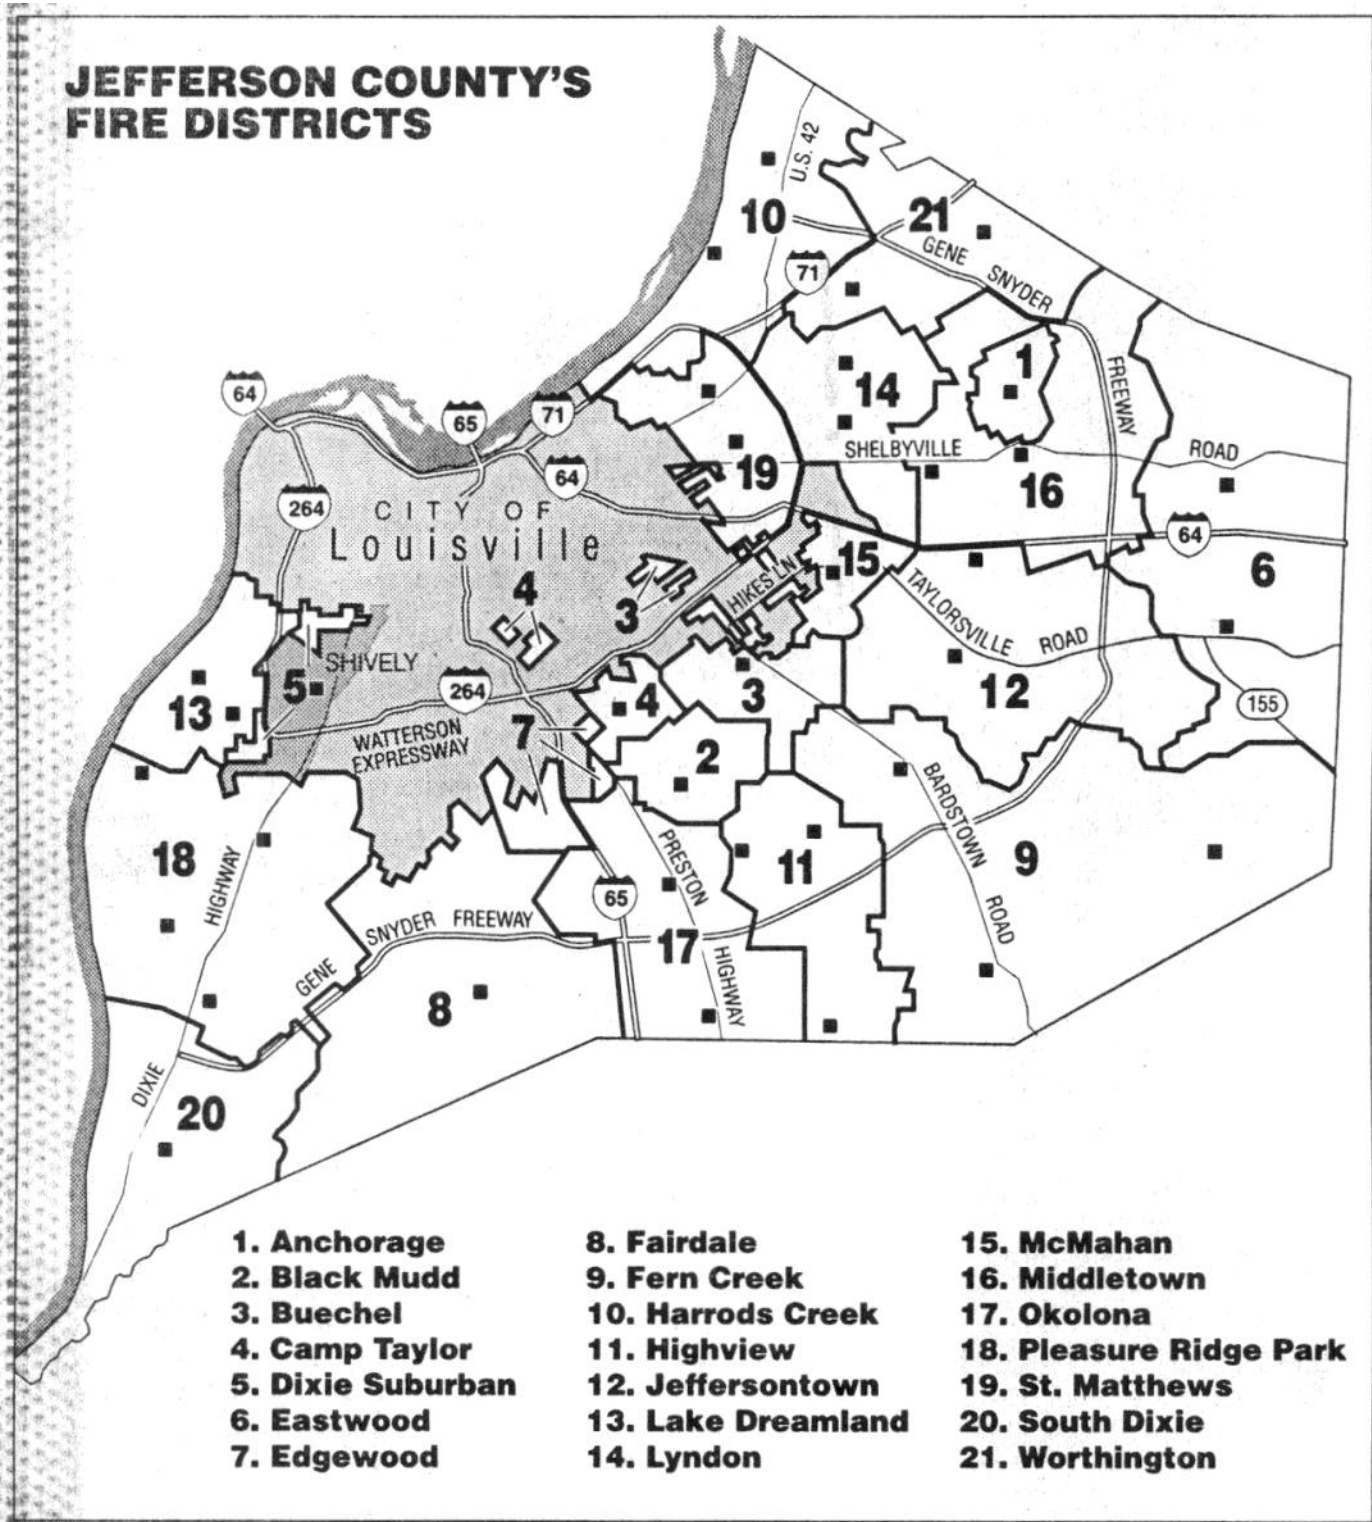 JEFFERSON COUNTY'S
FIRE DISTRICTS
U.S. 42
10
21
GENE SNYDER
71
FREEWAY
1
14
64
65
71
SHELBYVILLE ROAD
19
64
16
264
CITY OF
Louisville
64
15
6
4
3
HIKES LN
TAYLORSVILLE ROAD
SHIVELY
5
264
4
3
12
155
13
7
WATTERSON
EXPRESSWAY
2
BARDSTOWN ROAD
18
PRESTON HIGHWAY
11
9
HIGHWAY
65
SNYDER FREEWAY
17
GENE
8
DIXIE
20
1. Anchorage
2. Black Mudd
3. Buechel
4. Camp Taylor
5. Dixie Suburban
6. Eastwood
7. Edgewood
8. Fairdale
9. Fern Creek
10. Harrods Creek
11. Highview
12. Jeffersontown
13. Lake Dreamland
14. Lyndon
15. McMahan
16. Middletown
17. Okolona
18. Pleasure Ridge Park
19. St. Matthews
20. South Dixie
21. Worthington